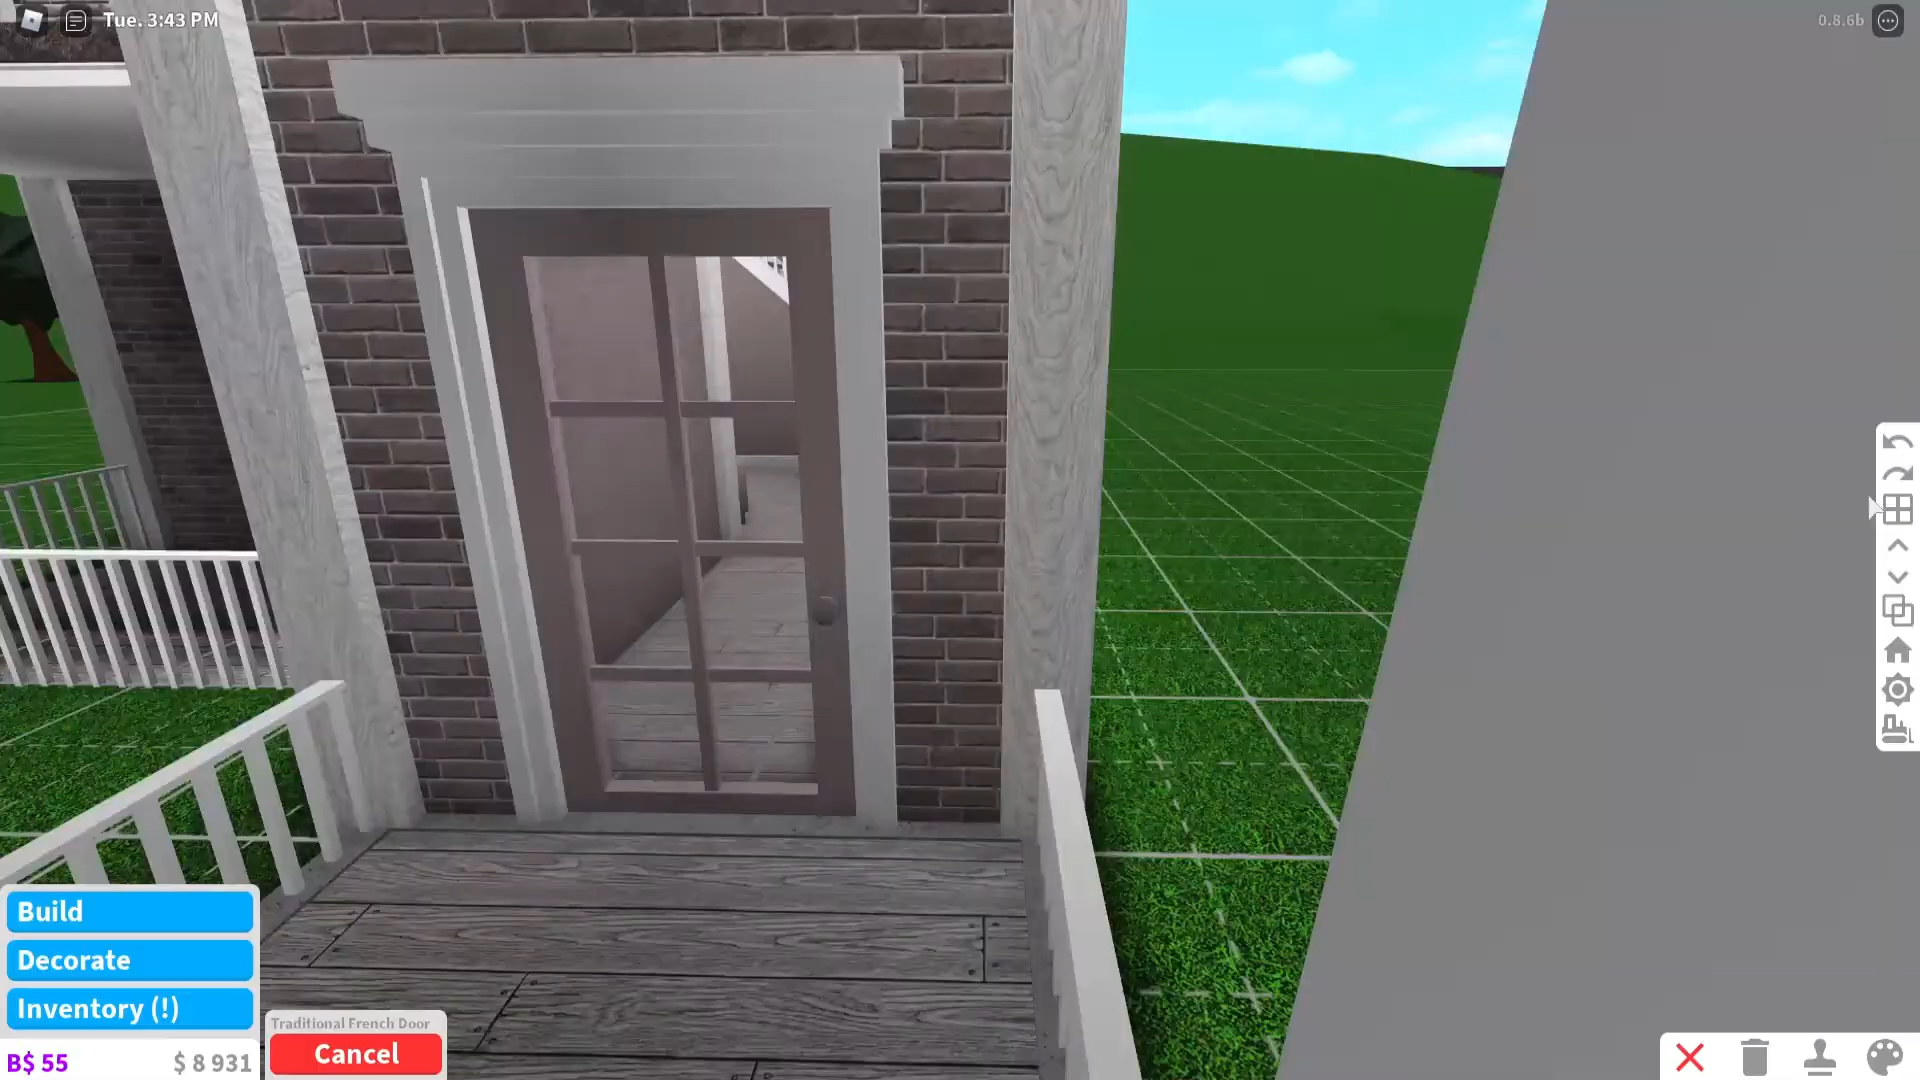 Tue. 3:43 PM
0.8.6b
Build
Decorate
Inventory (!)
Traditional French Door
Cancel
B$ 55
$ 8 931